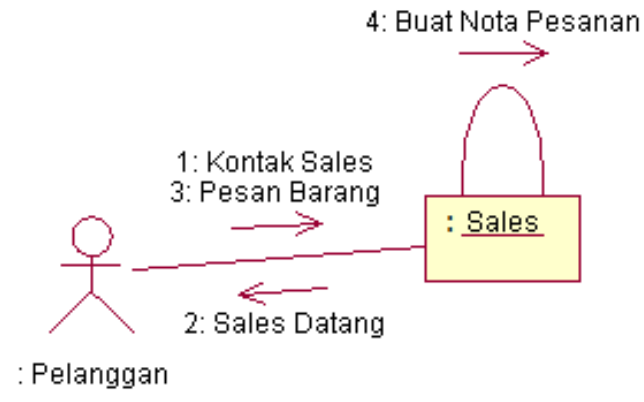 4: Buat Nota Pesanan
1: Kontak Sales
3: Pesan Barang
: Sales
2: Sales Datang
: Pelanggan